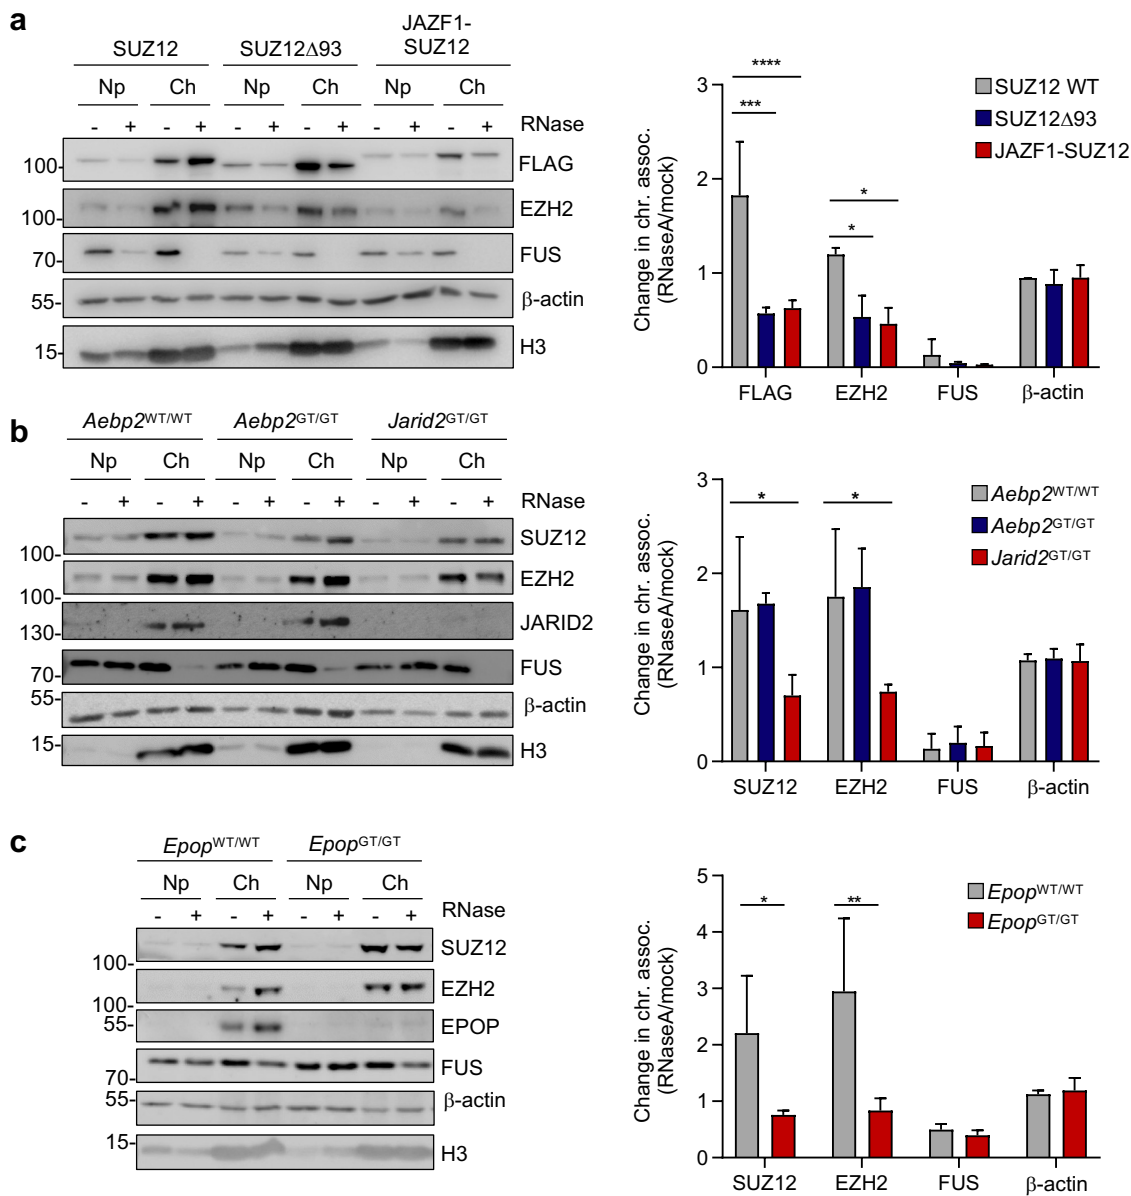 a
SUZ12 SUZ12Δ93 JAZF1-
SUZ12
Np Ch Np Ch Np Ch
- + - + - + - + - + - + RNase
100- FLAG
100- EZH2
70- FUS
55- β-actin
15- H3
Change in chr. assoc.
(RNaseA/mock)
3
2
1
0
****
***
*
*
SUZ12 WT
SUZ12Δ93
JAZF1-SUZ12
FLAG EZH2 FUS β-actin
b
Aebp2WT/WT Aebp2GT/GT Jarid2GT/GT
Np Ch Np Ch Np Ch
- + - + - + - + - + - + RNase
100- SUZ12
100- EZH2
130- JARID2
70- FUS
55- β-actin
15- H3
Change in chr. assoc.
(RNaseA/mock)
3
2
1
0
* *
Aebp2WT/WT
Aebp2GT/GT
Jarid2GT/GT
SUZ12 EZH2 FUS β-actin
c
EpopWT/WT EpopGT/GT
Np Ch Np Ch
- + - + - + - + RNase
100- SUZ12
100- EZH2
55- EPOP
70- FUS
55- β-actin
15- H3
Change in chr. assoc.
(RNaseA/mock)
5
4
3
2
1
0
* **
EpopWT/WT
EpopGT/GT
SUZ12 EZH2 FUS β-actin